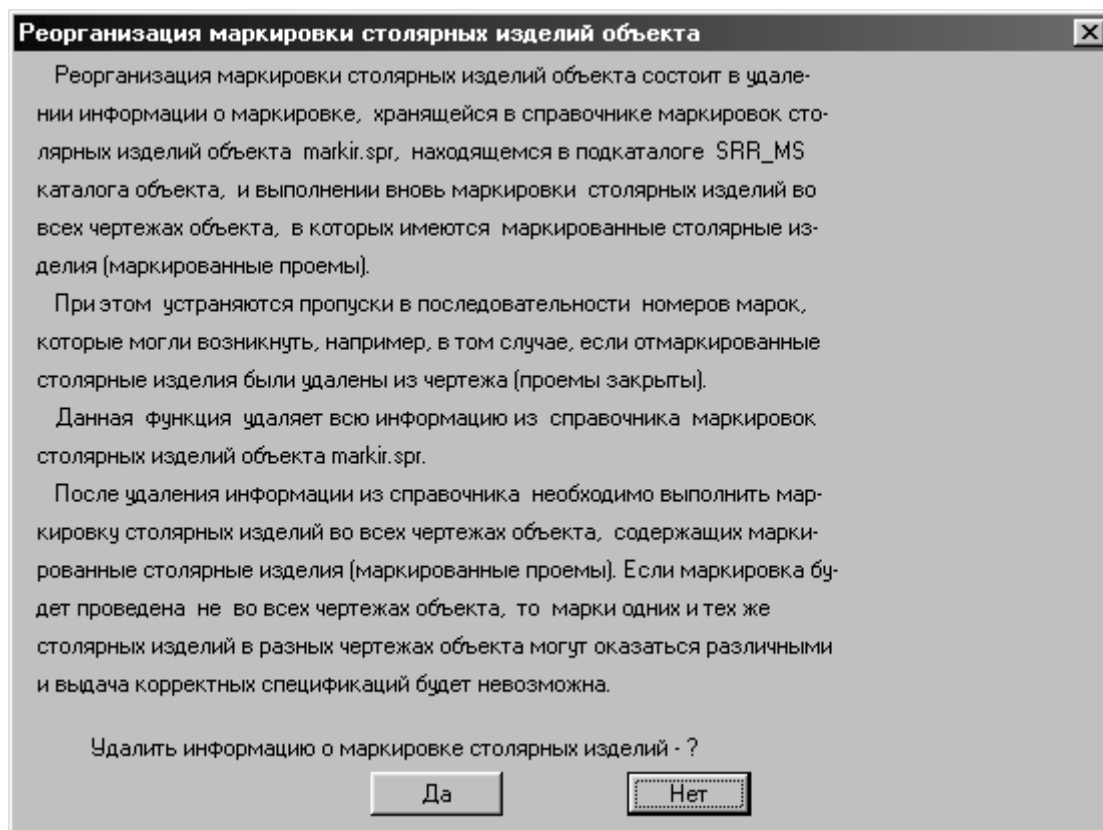 Реорганизация маркировки столярных изделий объекта
Реорганизация маркировки столярных изделий объекта состоит в удале-
нии информации о маркировке, хранящейся в справочнике маркировок сто-
лярных изделий объекта markir.spr, находящемся в подкаталоге SRR_MS
каталога объекта, и выполнении вновь маркировки столярных изделий во
всех чертежах объекта, в которых имеются маркированные столярные из-
делия (маркированные проемы).
При этом устраняются пропуски в последовательности номеров марок,
которые могли возникнуть, например, в том случае, если отмаркированные
столярные изделия были удалены из чертежа (проемы закрыты).
Данная функция удаляет всю информацию из справочника маркировок
столярных изделий объекта markir.spr.
После удаления информации из справочника необходимо выполнить мар-
кировку столярных изделий во всех чертежах объекта, содержащих марки-
рованные столярные изделия (маркированные проемы). Если маркировка бу-
дет проведена не во всех чертежах объекта, то марки одних и тех же
столярных изделий в разных чертежах объекта могут оказаться различными
и выдача корректных спецификаций будет невозможна.
Удалить информацию о маркировке столярных изделий - ?
Да Нет